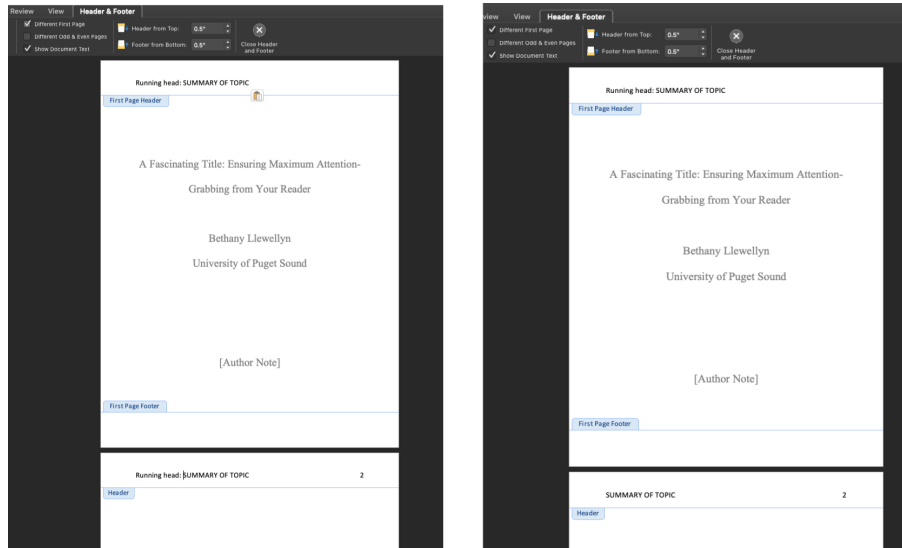 Review View Header & Footer
Different First Page
Different Odd & Even Pages
Show Document Text
Header from Top: 0.5"
Footer from Bottom: 0.5"
Close Header
and Footer
Running head: SUMMARY OF TOPIC
First Page Header
A Fascinating Title: Ensuring Maximum Attention-
Grabbing from Your Reader
Bethany Llewellyn
University of Puget Sound
[Author Note]
First Page Footer
Running head: SUMMARY OF TOPIC 2
Header
view View Header & Footer
Different First Page
Different Odd & Even Pages
Show Document Text
Header from Top: 0.5"
Footer from Bottom: 0.5"
Close Header
and Footer
Running head: SUMMARY OF TOPIC
First Page Header
A Fascinating Title: Ensuring Maximum Attention-
Grabbing from Your Reader
Bethany Llewellyn
University of Puget Sound
[Author Note]
First Page Footer
SUMMARY OF TOPIC 2
Header